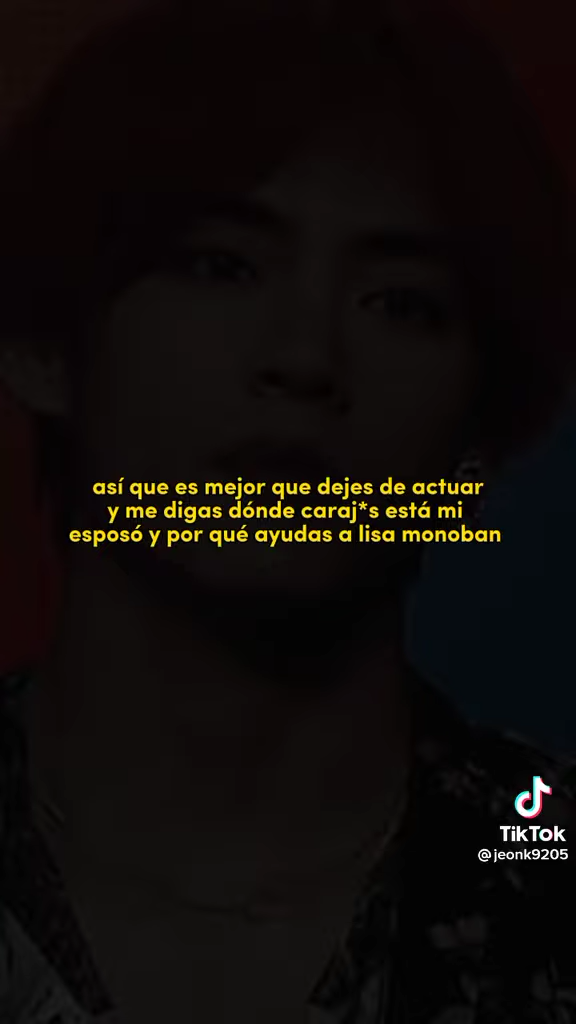 así que es mejor que dejes de actuar
y me digas dónde caraj*s está mi
esposó y por qué ayudas a lisa monoban
TikTok
@jeonk9205